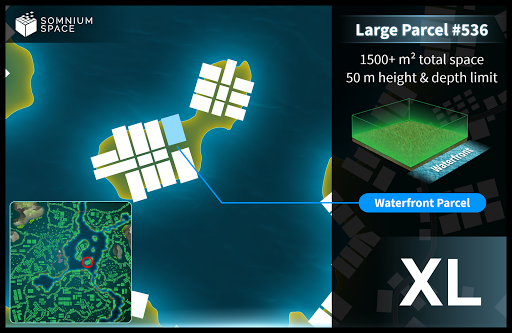 SOMNIUM
SPACE
Large Parcel #536
1500+ m² total space
50 m height & depth limit
Waterfront
Waterfront Parcel
XL